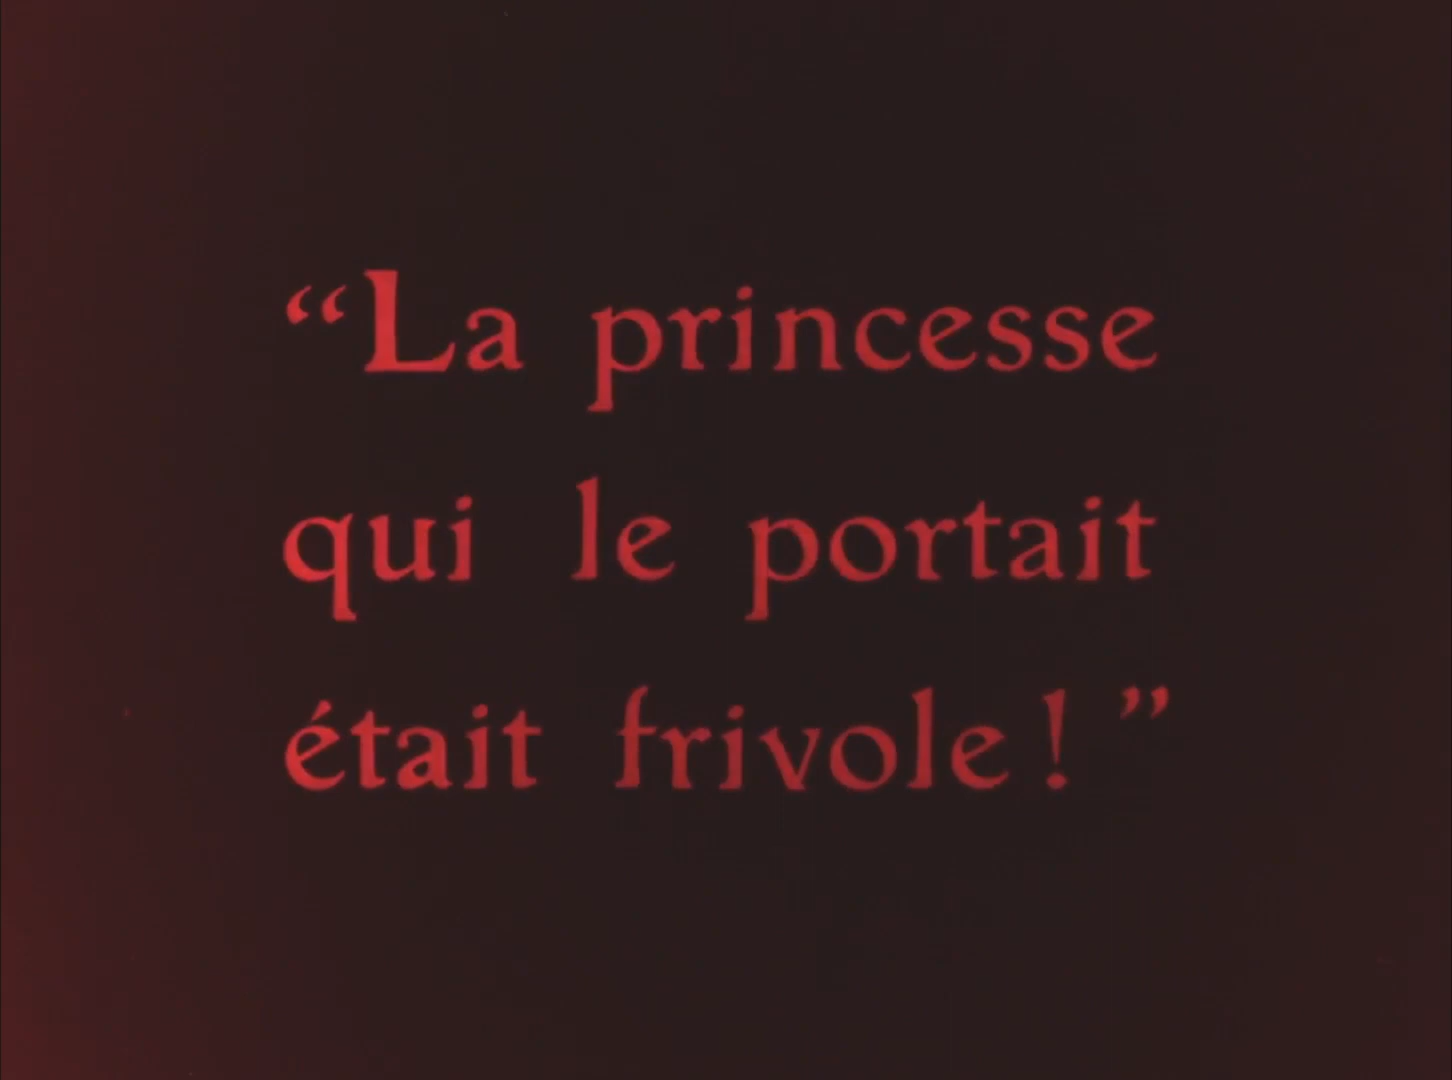 “La princesse
qui le portait
était frivole ! ”